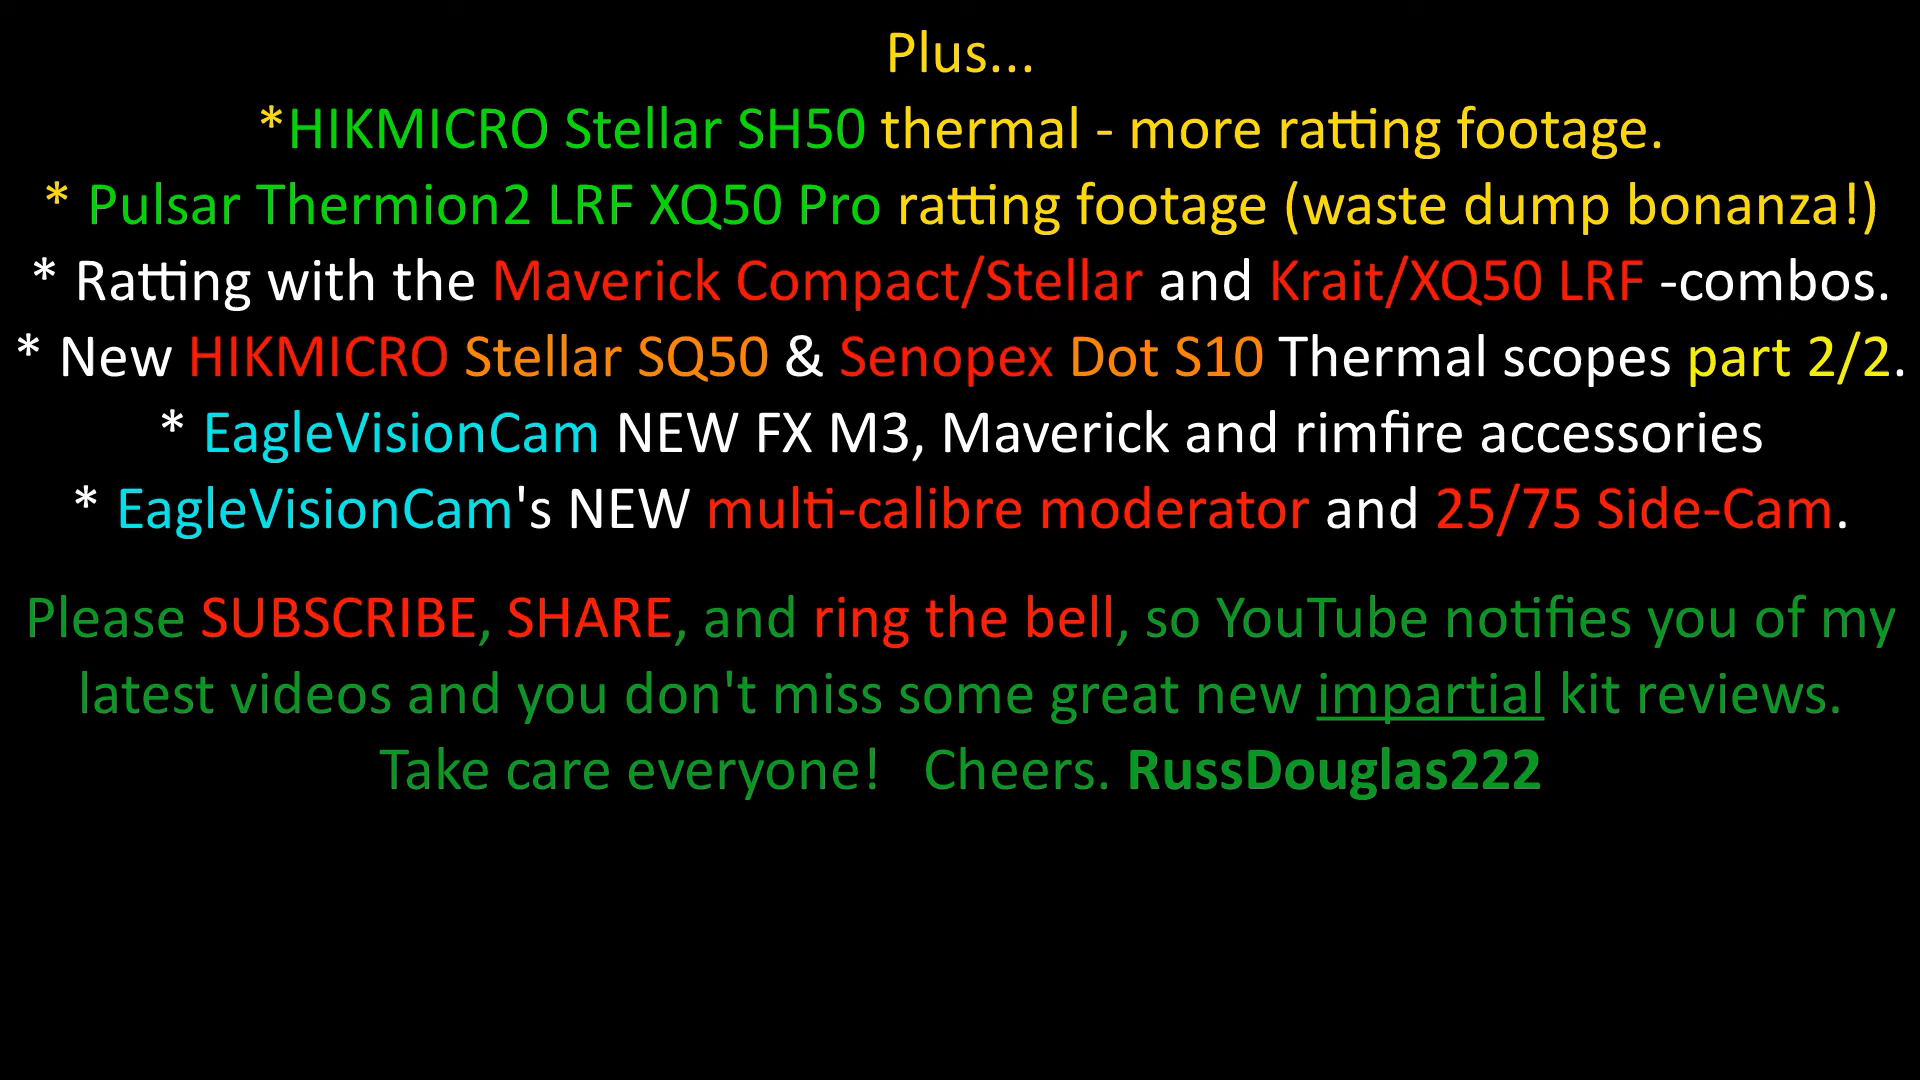 Plus...
*HIKMICRO Stellar SH50 thermal - more ratting footage.
* Pulsar Thermion2 LRF XQ50 Pro ratting footage (waste dump bonanza!)
* Ratting with the Maverick Compact/Stellar and Krait/XQ50 LRF -combos.
* New HIKMICRO Stellar SQ50 & Senopex Dot S10 Thermal scopes part 2/2.
* EagleVisionCam NEW FX M3, Maverick and rimfire accessories
* EagleVisionCam's NEW multi-calibre moderator and 25/75 Side-Cam.
Please SUBSCRIBE, SHARE, and ring the bell, so YouTube notifies you of my
latest videos and you don't miss some great new impartial kit reviews.
Take care everyone!   Cheers. RussDouglas222